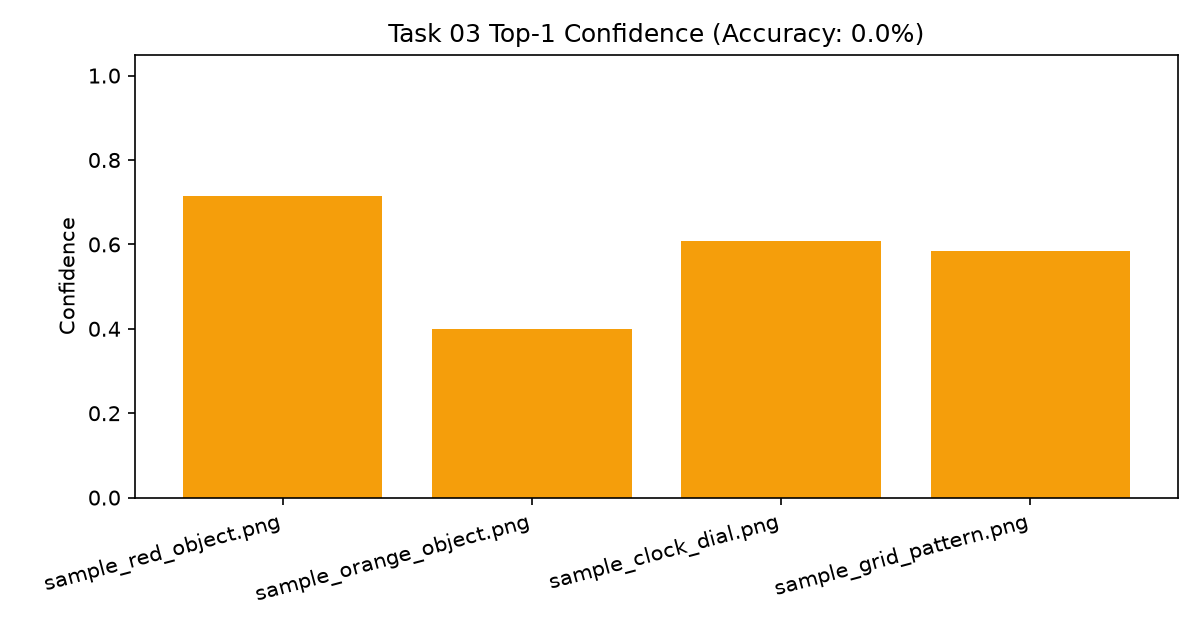 Task 03 Top-1 Confidence (Accuracy: 0.0%)
1.0
0.8
0.6
0.4
0.2
0.0
Confidence
sample_red_object.png
sample_orange_object.png
sample_clock_dial.png
sample_grid_pattern.png